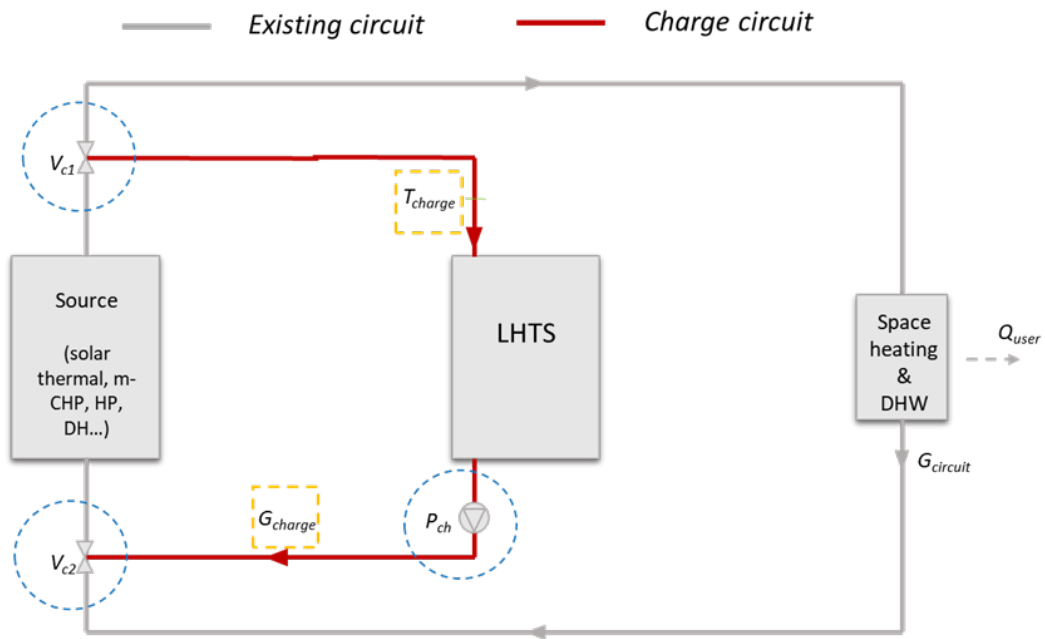 Existing circuit
Charge circuit
Vc1
Tcharge
Source
(solar
thermal, m-
CHP, HP,
DH...)
LHTS
Space
heating
&
DHW
Quser
Gcircuit
Gcharge
Pch
Vc2